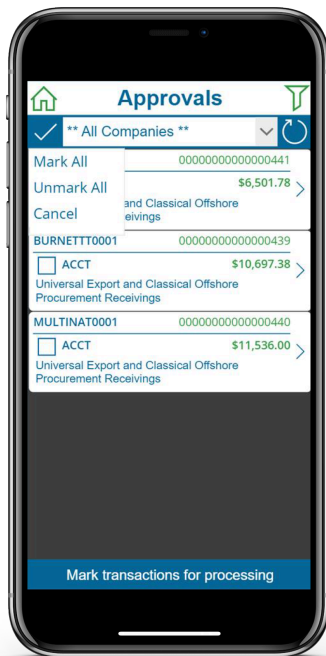 Approvals
** All Companies **
Mark All
Unmark All
Cancel
00000000000000441
$6,501.78
and Classical Offshore
eivings
BURNETTT0001 00000000000000439
ACCT $10,697.38
Universal Export and Classical Offshore
Procurement Receivings
MULTINAT0001 00000000000000440
ACCT $11,536.00
Universal Export and Classical Offshore
Procurement Receivings
Mark transactions for processing